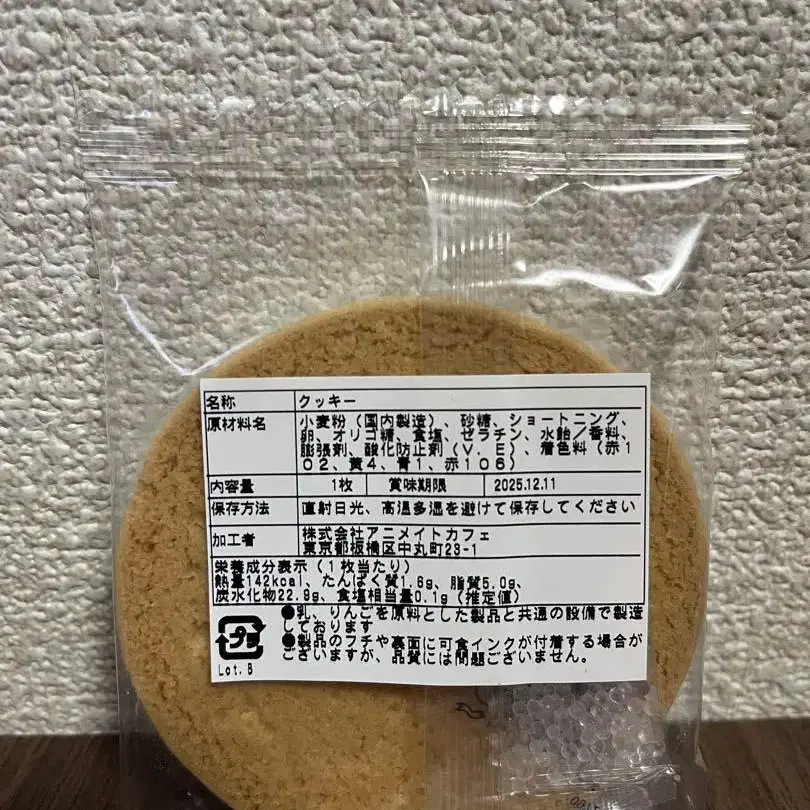 名称 クッキー
原材料名 小麦粉（国内製造）、砂糖、ショートニング、
卵、オリゴ糖、食塩、ゼラチン、水飴／香料、
膨張剤、酸化防止剤（V．E）、着色料（赤１
０２、黄４、青１、赤１０６）
内容量 1枚 賞味期限 2025.12.11
保存方法 直射日光、高温多湿を避けて保存してください
加工者 株式会社アニメイトカフェ
東京都板橋区中丸町23-1
栄養成分表示（１枚当たり）
熱量142kcal、たんぱく質1.6g、脂質5.0g、
炭水化物22.9g、食塩相当量0.1g（推定値）
●乳、りんごを原料とした製品と共通の設備で製造
しております
●製品のフチや裏面に可食インクが付着する場合が
ございますが、品質には問題ございません。
プラ
Lot.B